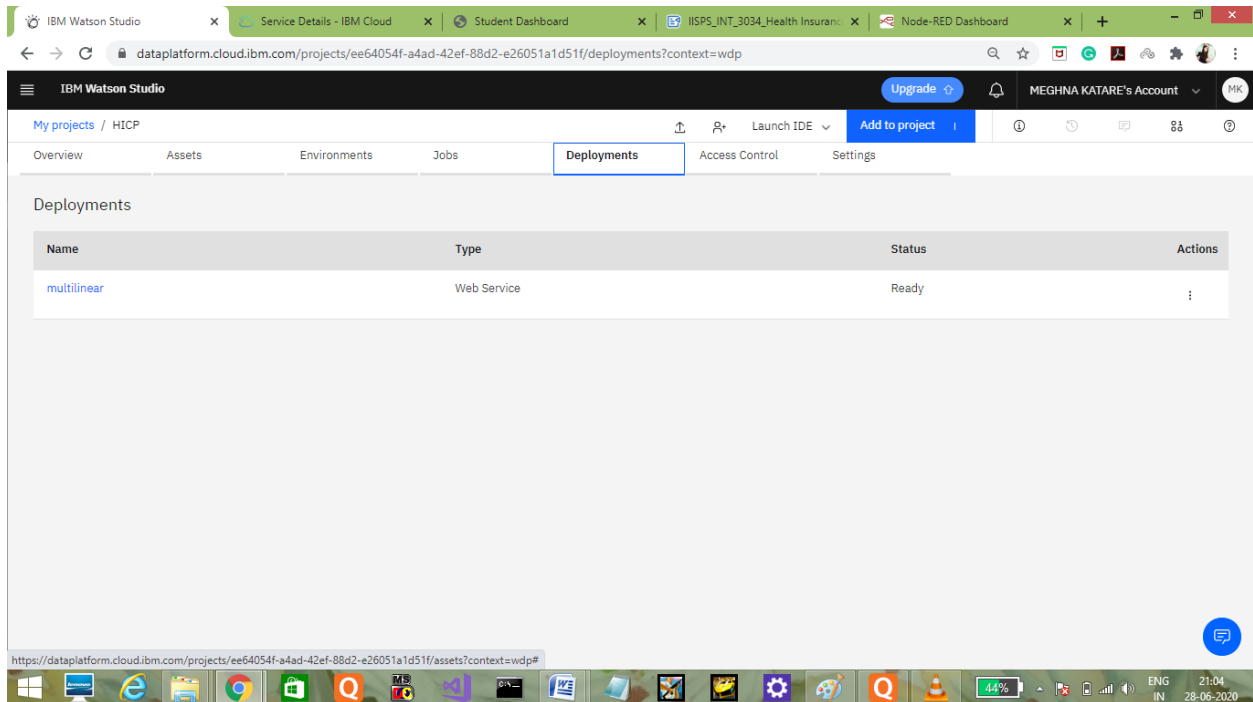 IBM Watson Studio
Service Details - IBM Cloud
Student Dashboard
IISPS_INT_3034_Health Insuranc
Node-RED Dashboard
dataplatform.cloud.ibm.com/projects/ee64054f-a4ad-42ef-88d2-e26051a1d51f/deployments?context=wdp
IBM Watson Studio
Upgrade
MEGHNA KATARE's Account
MK
My projects / HICP
Launch IDE
Add to project
Overview
Assets
Environments
Jobs
Deployments
Access Control
Settings
Deployments
Name
Type
Status
Actions
multilinear
Web Service
Ready
https://dataplatform.cloud.ibm.com/projects/ee64054f-a4ad-42ef-88d2-e26051a1d51f/assets?context=wdp#
44%
ENG
21:04
IN
28-06-2020